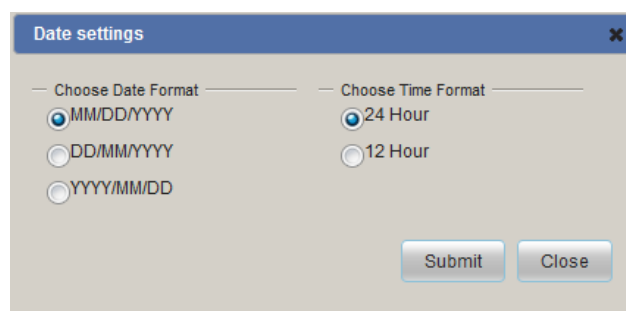 Date settings
Choose Date Format
MM/DD/YYYY
DD/MM/YYYY
YYYY/MM/DD
Choose Time Format
24 Hour
12 Hour
Submit
Close